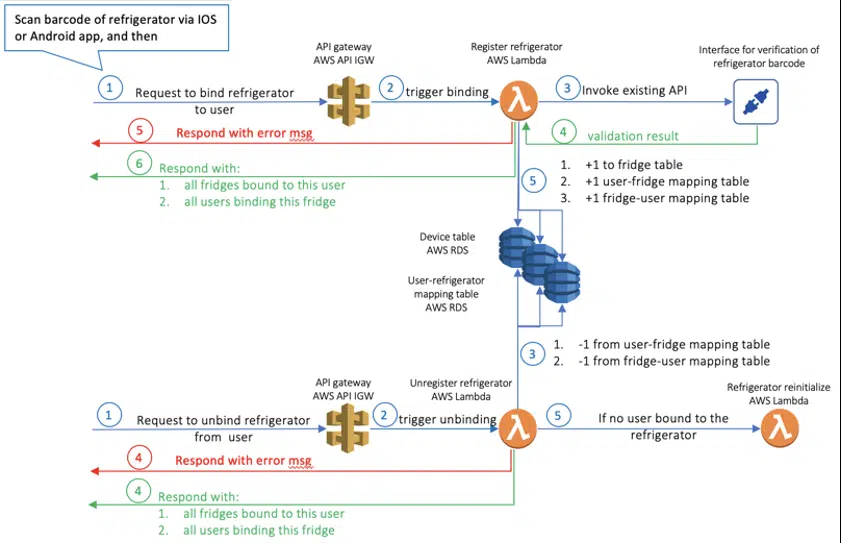 Scan barcode of refrigerator via IOS
or Android app, and then
API gateway
AWS API IGW
Register refrigerator
AWS Lambda
Interface for verification of
refrigerator barcode
1
Request to bind refrigerator
to user
2
trigger binding
3
Invoke existing API
5
Respond with error msg
4
validation result
6
Respond with:
1. all fridges bound to this user
2. all users binding this fridge
5
1. +1 to fridge table
2. +1 user-fridge mapping table
3. +1 fridge-user mapping table
Device table
AWS RDS
User-refrigerator
mapping table
AWS RDS
3
1. -1 from user-fridge mapping table
2. -1 from fridge-user mapping table
API gateway
AWS API IGW
Unregister refrigerator
AWS Lambda
Refrigerator reinitialize
AWS Lambda
1
Request to unbind refrigerator
from user
2
trigger unbinding
5
If no user bound to the
refrigerator
4
Respond with error msg
4
Respond with:
1. all fridges bound to this user
2. all users binding this fridge